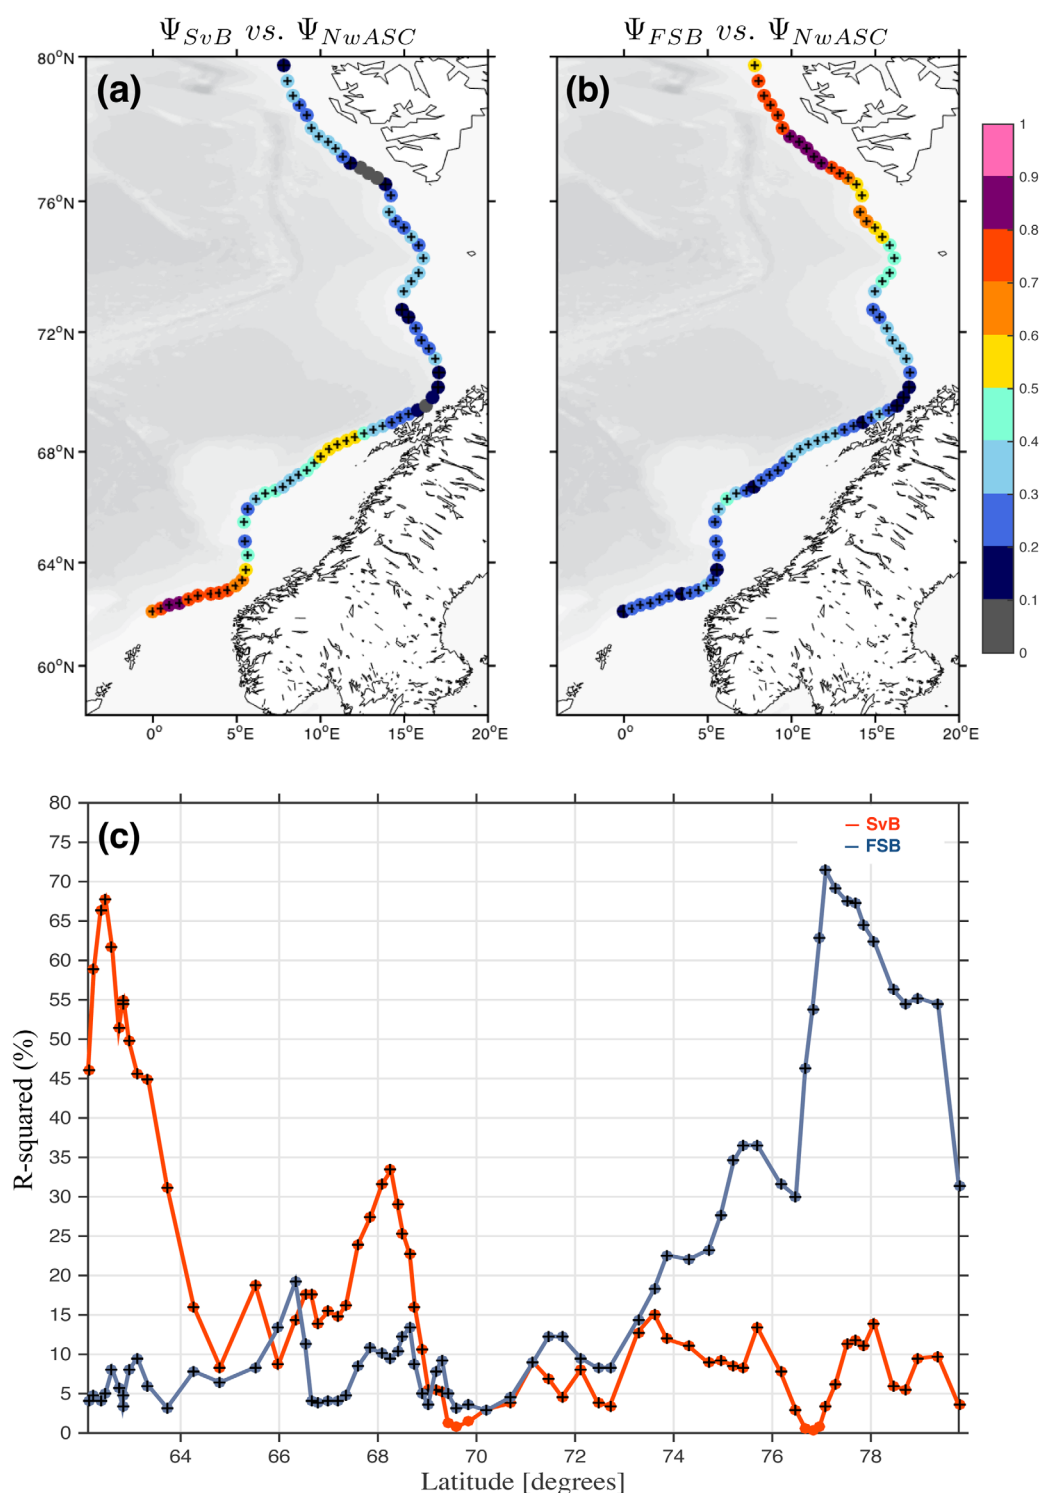 Ψ_SvB vs. Ψ_NwASC
Ψ_FSB vs. Ψ_NwASC
(a)
80°N
76°N
72°N
68°N
64°N
60°N
0°
5°E
10°E
15°E
20°E
(b)
0°
5°E
10°E
15°E
20°E
1
0.9
0.8
0.7
0.6
0.5
0.4
0.3
0.2
0.1
0
(c)
SvB
FSB
80
75
70
65
60
55
50
45
40
35
30
25
20
15
10
5
0
R-squared (%)
64
66
68
70
72
74
76
78
Latitude [degrees]